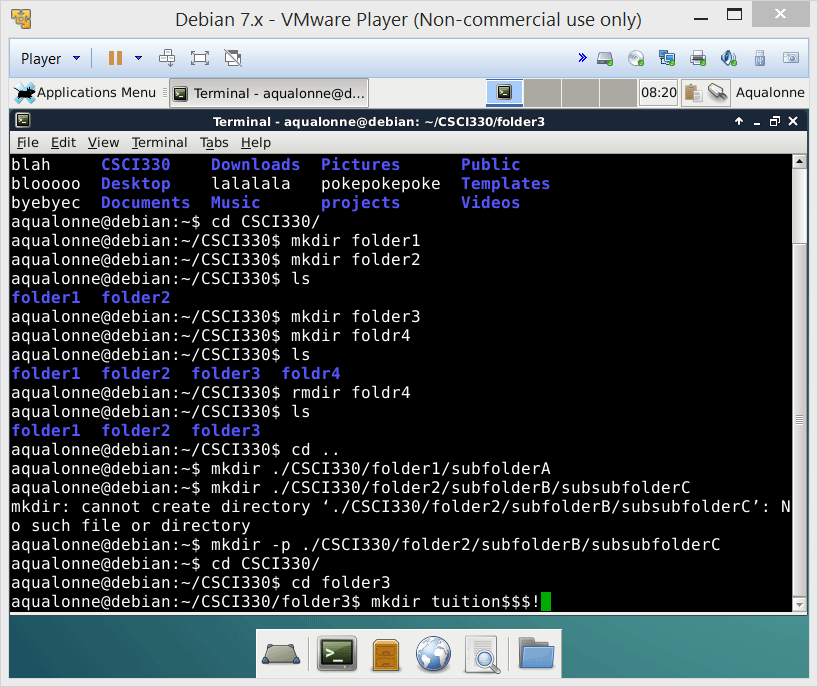 Debian 7.x - VMware Player (Non-commercial use only)
Player
Applications Menu Terminal - aqualonne@d... 08:20 Aqualonne
Terminal - aqualonne@debian: ~/CSCI330/folder3
File Edit View Terminal Tabs Help
blah CSCI330 Downloads Pictures Public
blooooo Desktop lalalala pokepokepoke Templates
byebyec Documents Music projects Videos
aqualonne@debian:~$ cd CSCI330/
aqualonne@debian:~/CSCI330$ mkdir folder1
aqualonne@debian:~/CSCI330$ mkdir folder2
aqualonne@debian:~/CSCI330$ ls
folder1 folder2
aqualonne@debian:~/CSCI330$ mkdir folder3
aqualonne@debian:~/CSCI330$ mkdir foldr4
aqualonne@debian:~/CSCI330$ ls
folder1 folder2 folder3 foldr4
aqualonne@debian:~/CSCI330$ rmdir foldr4
aqualonne@debian:~/CSCI330$ ls
folder1 folder2 folder3
aqualonne@debian:~/CSCI330$ cd ..
aqualonne@debian:~$ mkdir ./CSCI330/folder1/subfolderA
aqualonne@debian:~$ mkdir ./CSCI330/folder2/subfolderB/subsubfolderC
mkdir: cannot create directory ‘./CSCI330/folder2/subfolderB/subsubfolderC’: N
o such file or directory
aqualonne@debian:~$ mkdir -p ./CSCI330/folder2/subfolderB/subsubfolderC
aqualonne@debian:~$ cd CSCI330/
aqualonne@debian:~/CSCI330$ cd folder3
aqualonne@debian:~/CSCI330/folder3$ mkdir tuition$$$!